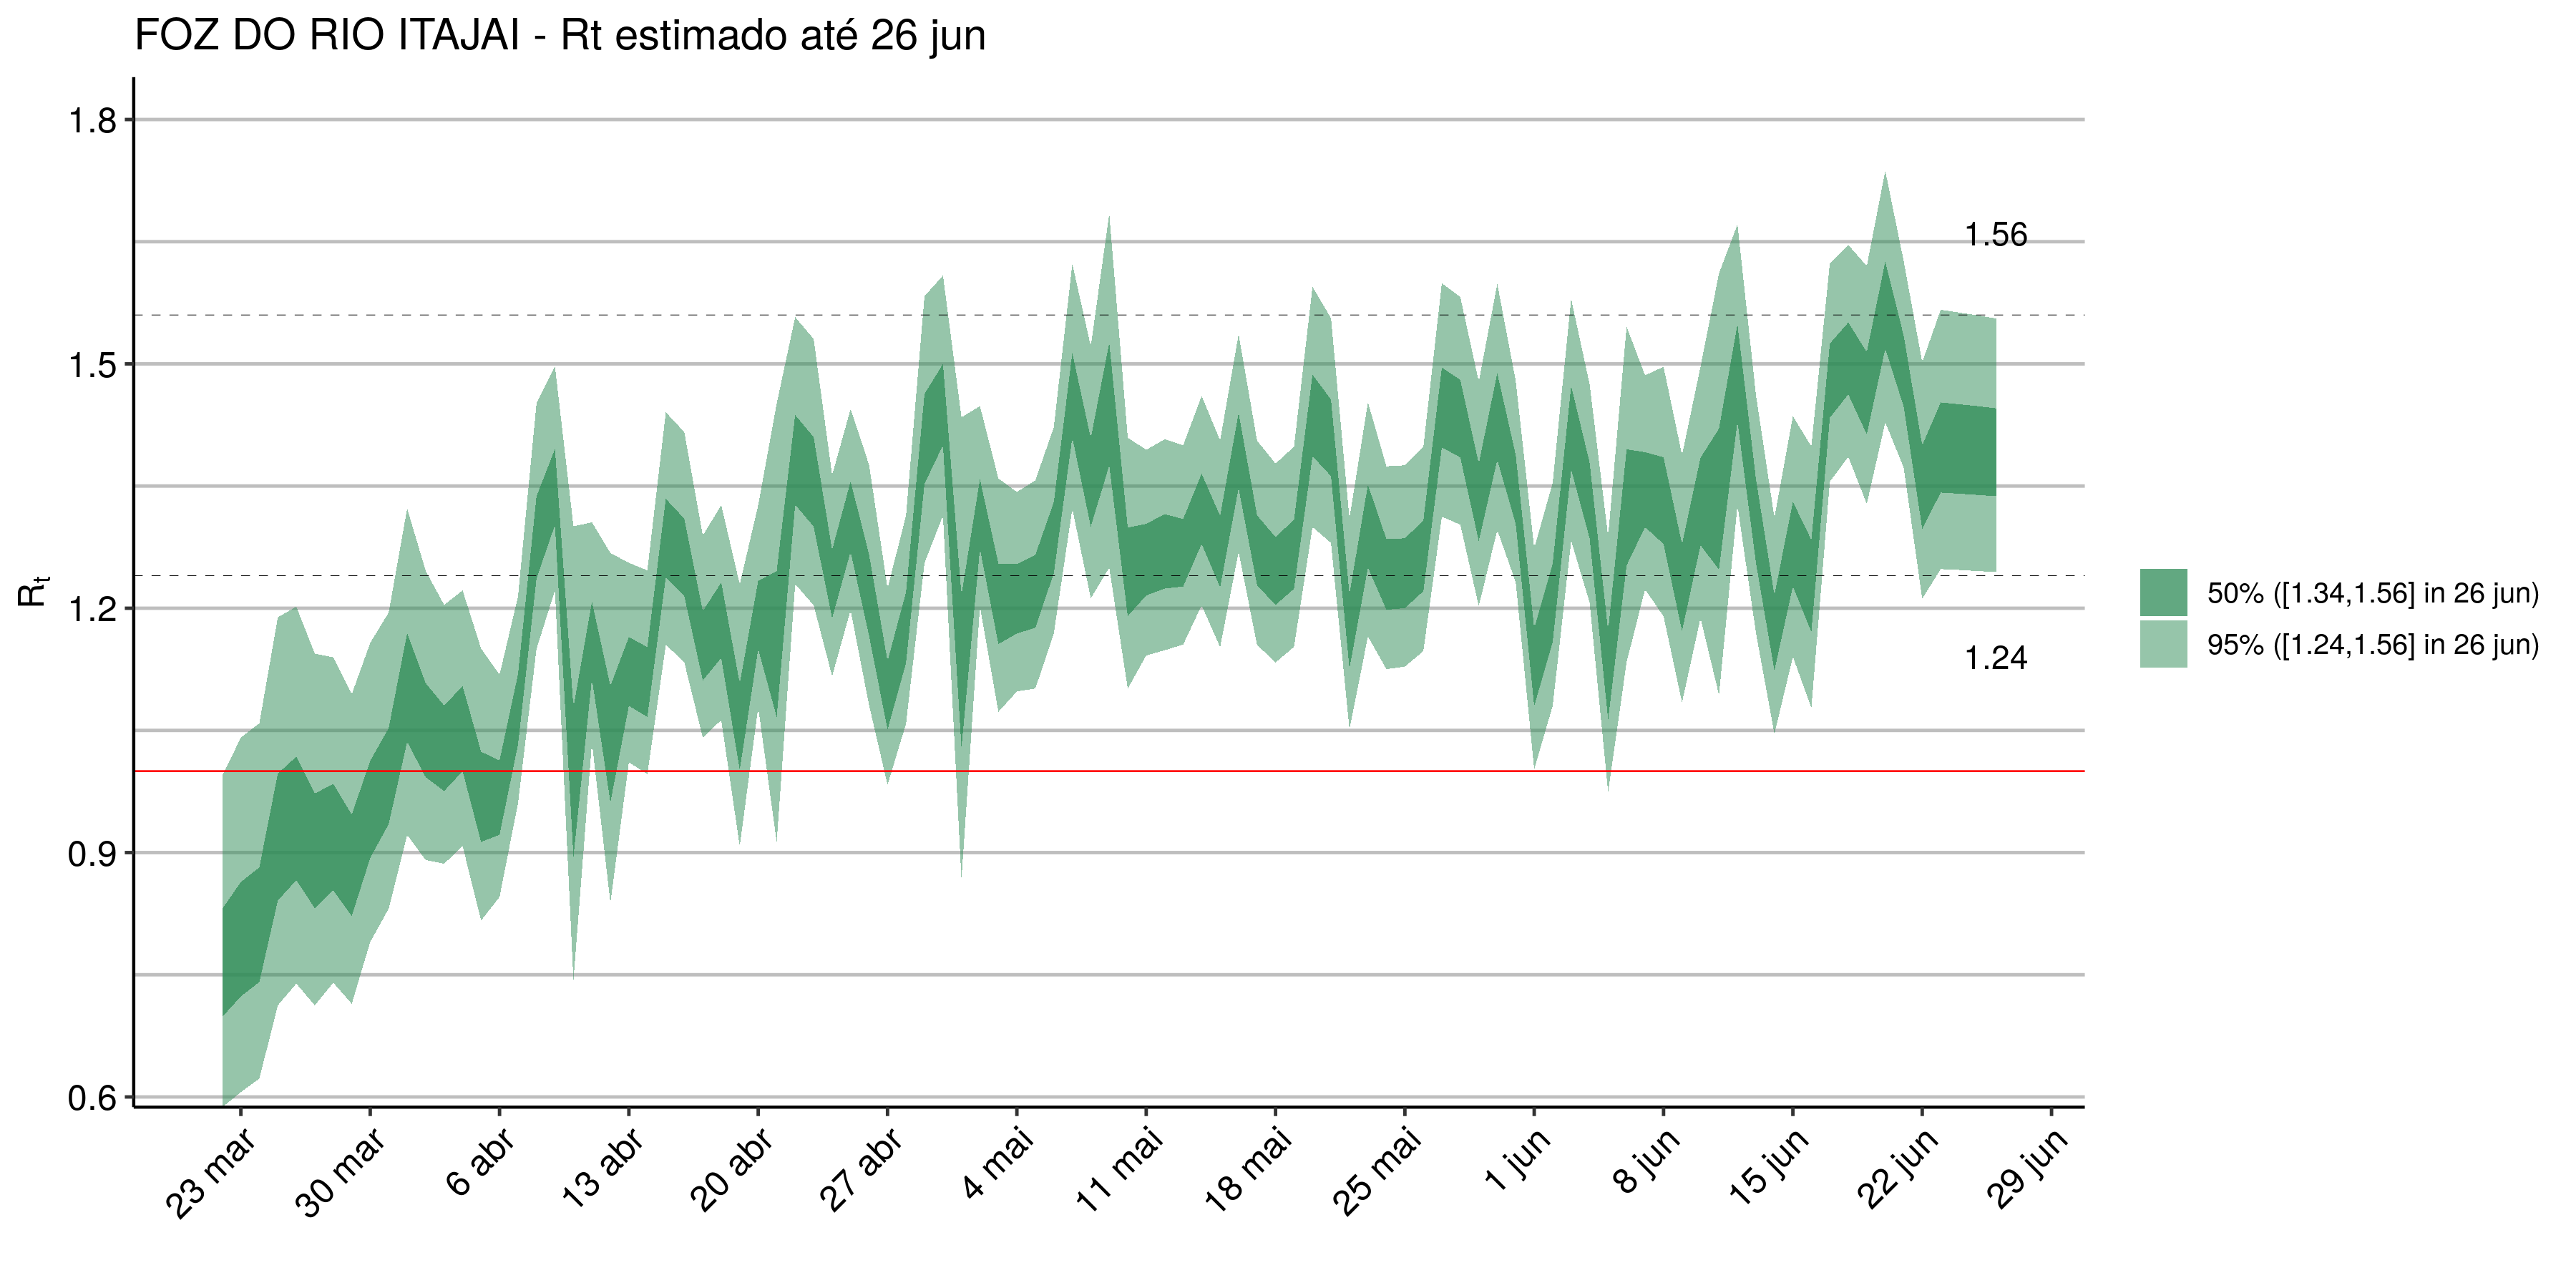 FOZ DO RIO ITAJAI - Rt estimado até 26 jun
1.8
1.5
1.2
0.9
0.6
Rt
1.56
1.24
50% ([1.34,1.56] in 26 jun)
95% ([1.24,1.56] in 26 jun)
23 mar
30 mar
6 abr
13 abr
20 abr
27 abr
4 mai
11 mai
18 mai
25 mai
1 jun
8 jun
15 jun
22 jun
29 jun